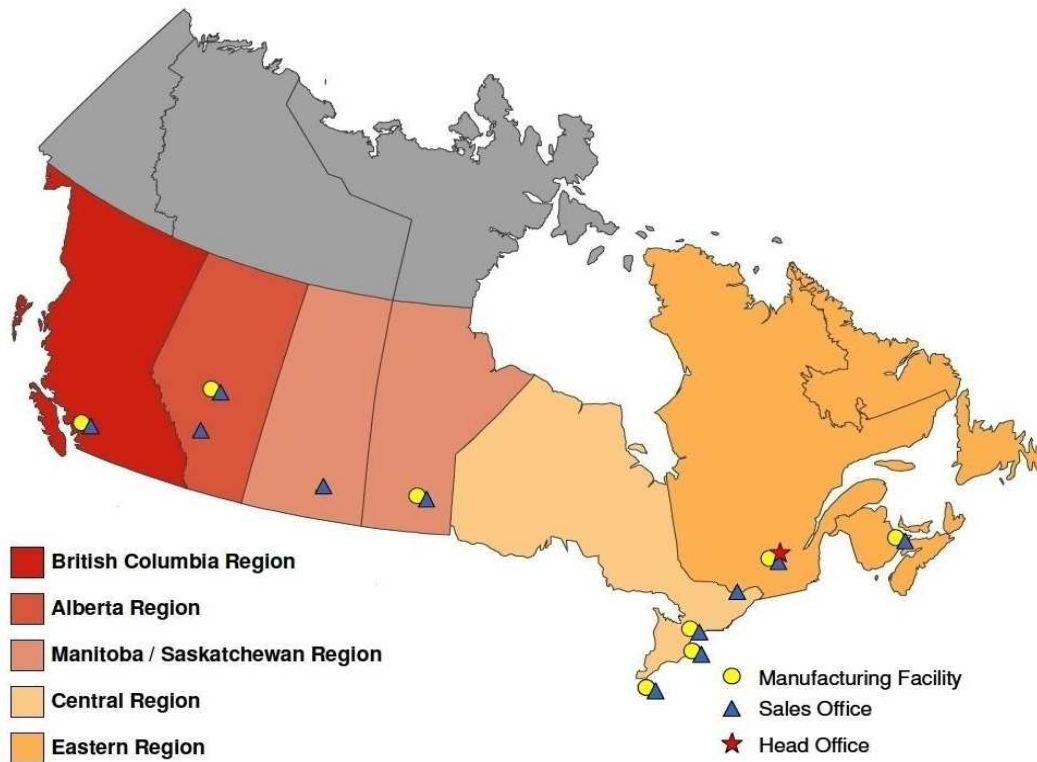 British Columbia Region
Alberta Region
Manitoba / Saskatchewan Region
Central Region
Eastern Region
Manufacturing Facility
Sales Office
Head Office